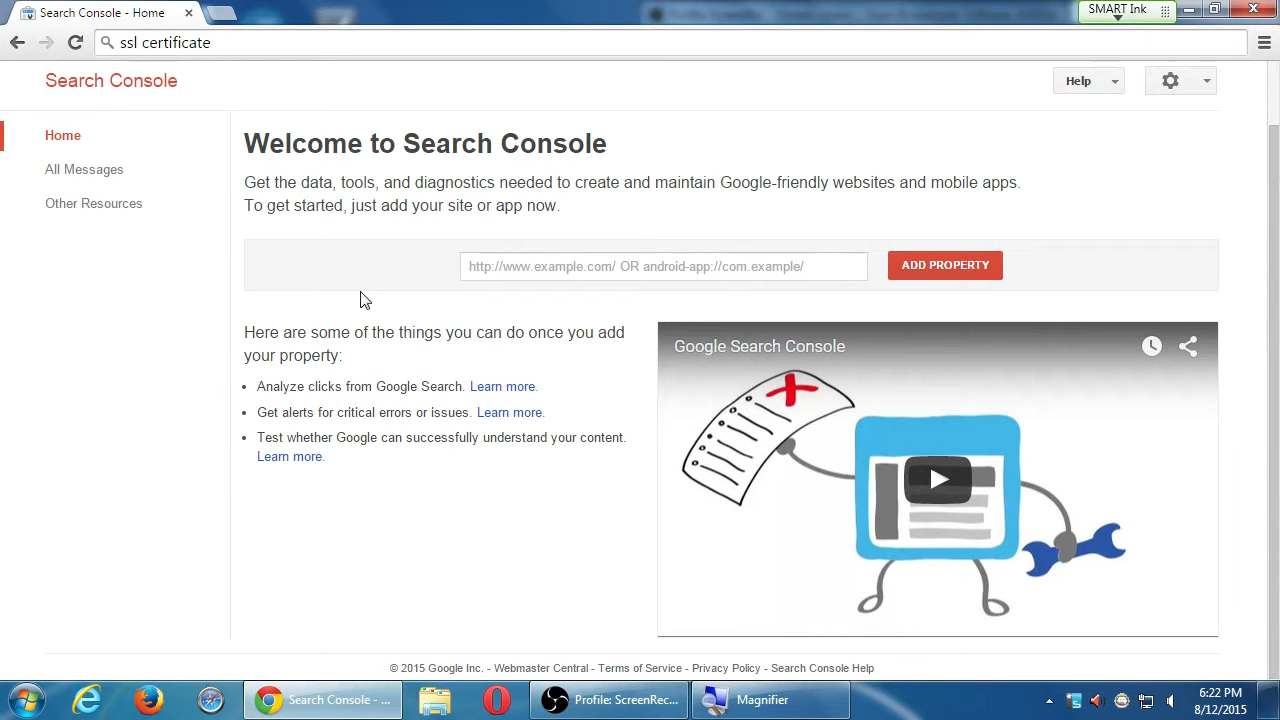 Search Console - Home
SMART Ink
ssl certificate
Search Console
Help
Home
All Messages
Other Resources
Welcome to Search Console
Get the data, tools, and diagnostics needed to create and maintain Google-friendly websites and mobile apps.
To get started, just add your site or app now.
http://www.example.com/ OR android-app://com.example/
ADD PROPERTY
Here are some of the things you can do once you add
your property:
Analyze clicks from Google Search. Learn more.
Get alerts for critical errors or issues. Learn more.
Test whether Google can successfully understand your content.
Learn more.
Google Search Console
© 2015 Google Inc. - Webmaster Central - Terms of Service - Privacy Policy - Search Console Help
Search Console - ...
Profile: ScreenRec...
Magnifier
6:22 PM
8/12/2015